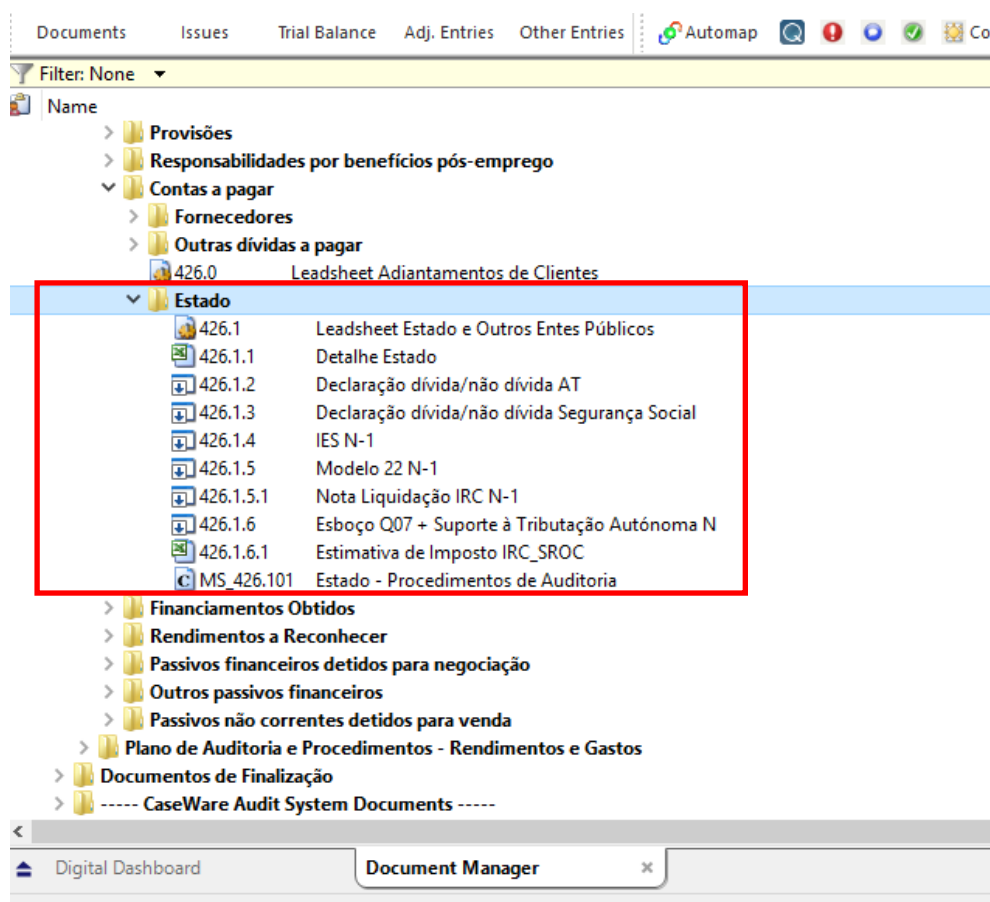 Documents Issues Trial Balance Adj. Entries Other Entries Automap Co
Filter: None
Name
Provisões
Responsabilidades por benefícios pós-emprego
Contas a pagar
Fornecedores
Outras dívidas a pagar
426.0 Leadsheet Adiantamentos de Clientes
Estado
426.1 Leadsheet Estado e Outros Entes Públicos
426.1.1 Detalhe Estado
426.1.2 Declaração dívida/não dívida AT
426.1.3 Declaração dívida/não dívida Segurança Social
426.1.4 IES N-1
426.1.5 Modelo 22 N-1
426.1.5.1 Nota Liquidação IRC N-1
426.1.6 Esboço Q07 + Suporte à Tributação Autónoma N
426.1.6.1 Estimativa de Imposto IRC_SROC
MS_426.101 Estado - Procedimentos de Auditoria
Financiamentos Obtidos
Rendimentos a Reconhecer
Passivos financeiros detidos para negociação
Outros passivos financeiros
Passivos não correntes detidos para venda
Plano de Auditoria e Procedimentos - Rendimentos e Gastos
Documentos de Finalização
----- CaseWare Audit System Documents -----
Digital Dashboard Document Manager